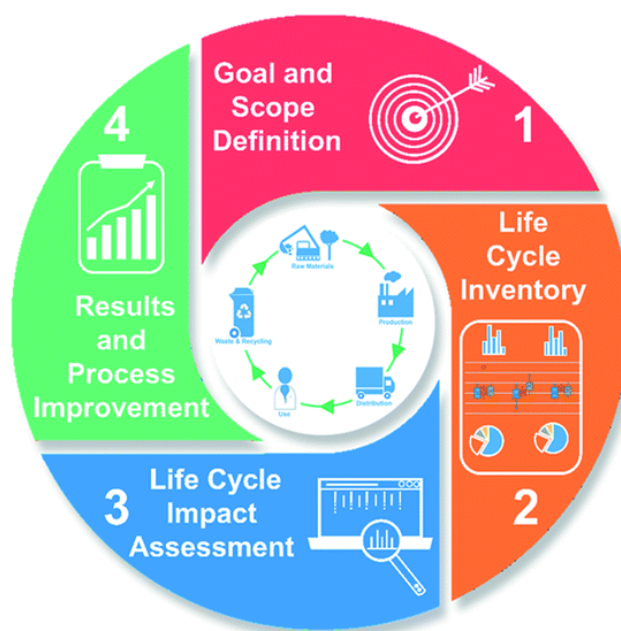 Goal and
Scope
Definition
1
Life
Cycle
Inventory
2
3
Life Cycle
Impact
Assessment
4
Results
and
Process
Improvement
Raw Materials
Production
Distribution
Use
Waste & Recycling